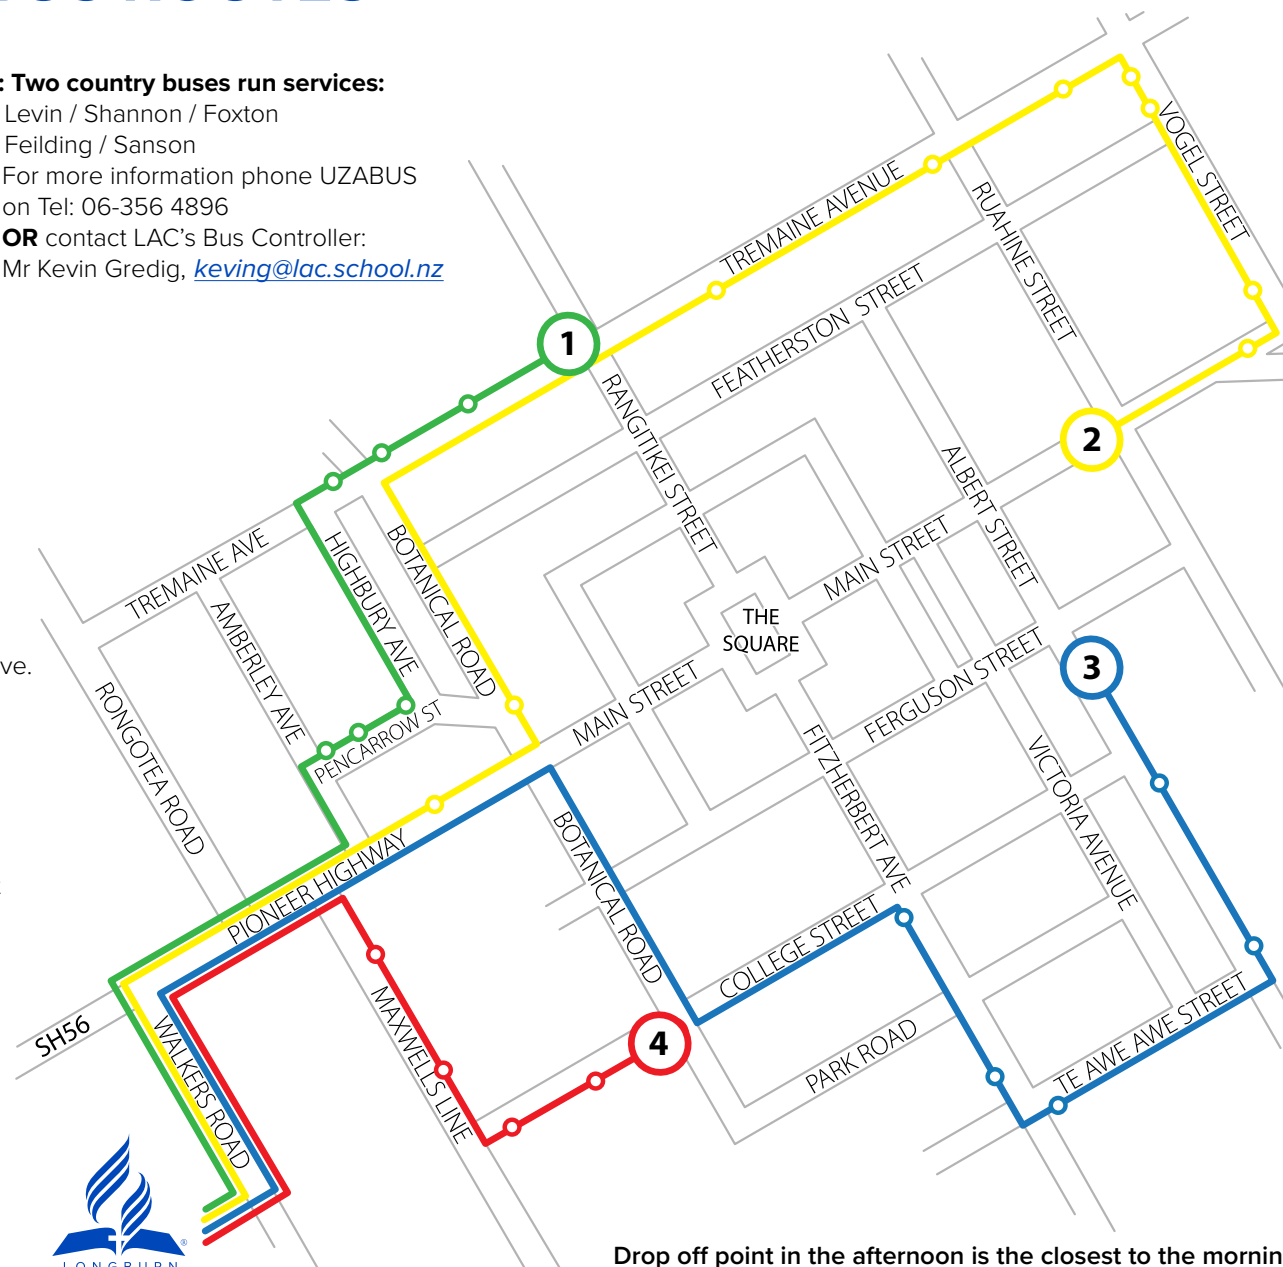 : Two country buses run services:
Levin / Shannon / Foxton
Feilding / Sanson
For more information phone UZABUS
on Tel: 06-356 4896
OR contact LAC's Bus Controller:
Mr Kevin Gredig, keving@lac.school.nz
VOGEL STREET
TREMAINE AVENUE
RUAHINE STREET
FEATHERSTON STREET
1
RANGITIKEI STREET
2
ALBERT STREET
MAIN STREET
TREMAINE AVE
HIGHBURY AVE
BOTANICAL ROAD
AMBERLEY AVE
THE
SQUARE
ve.
3
RONGOTEA ROAD
PENCARROW ST
MAIN STREET
FERGUSON STREET
FITZHERBERT AVE
VICTORIA AVENUE
PIONEER HIGHWAY
BOTANICAL ROAD
COLLEGE STREET
SH56
WALKERS ROAD
MAXWELLS LINE
4
PARK ROAD
TE AWE AWE STREET
®
LONGBURN
Drop off point in the afternoon is the closest to the mornin